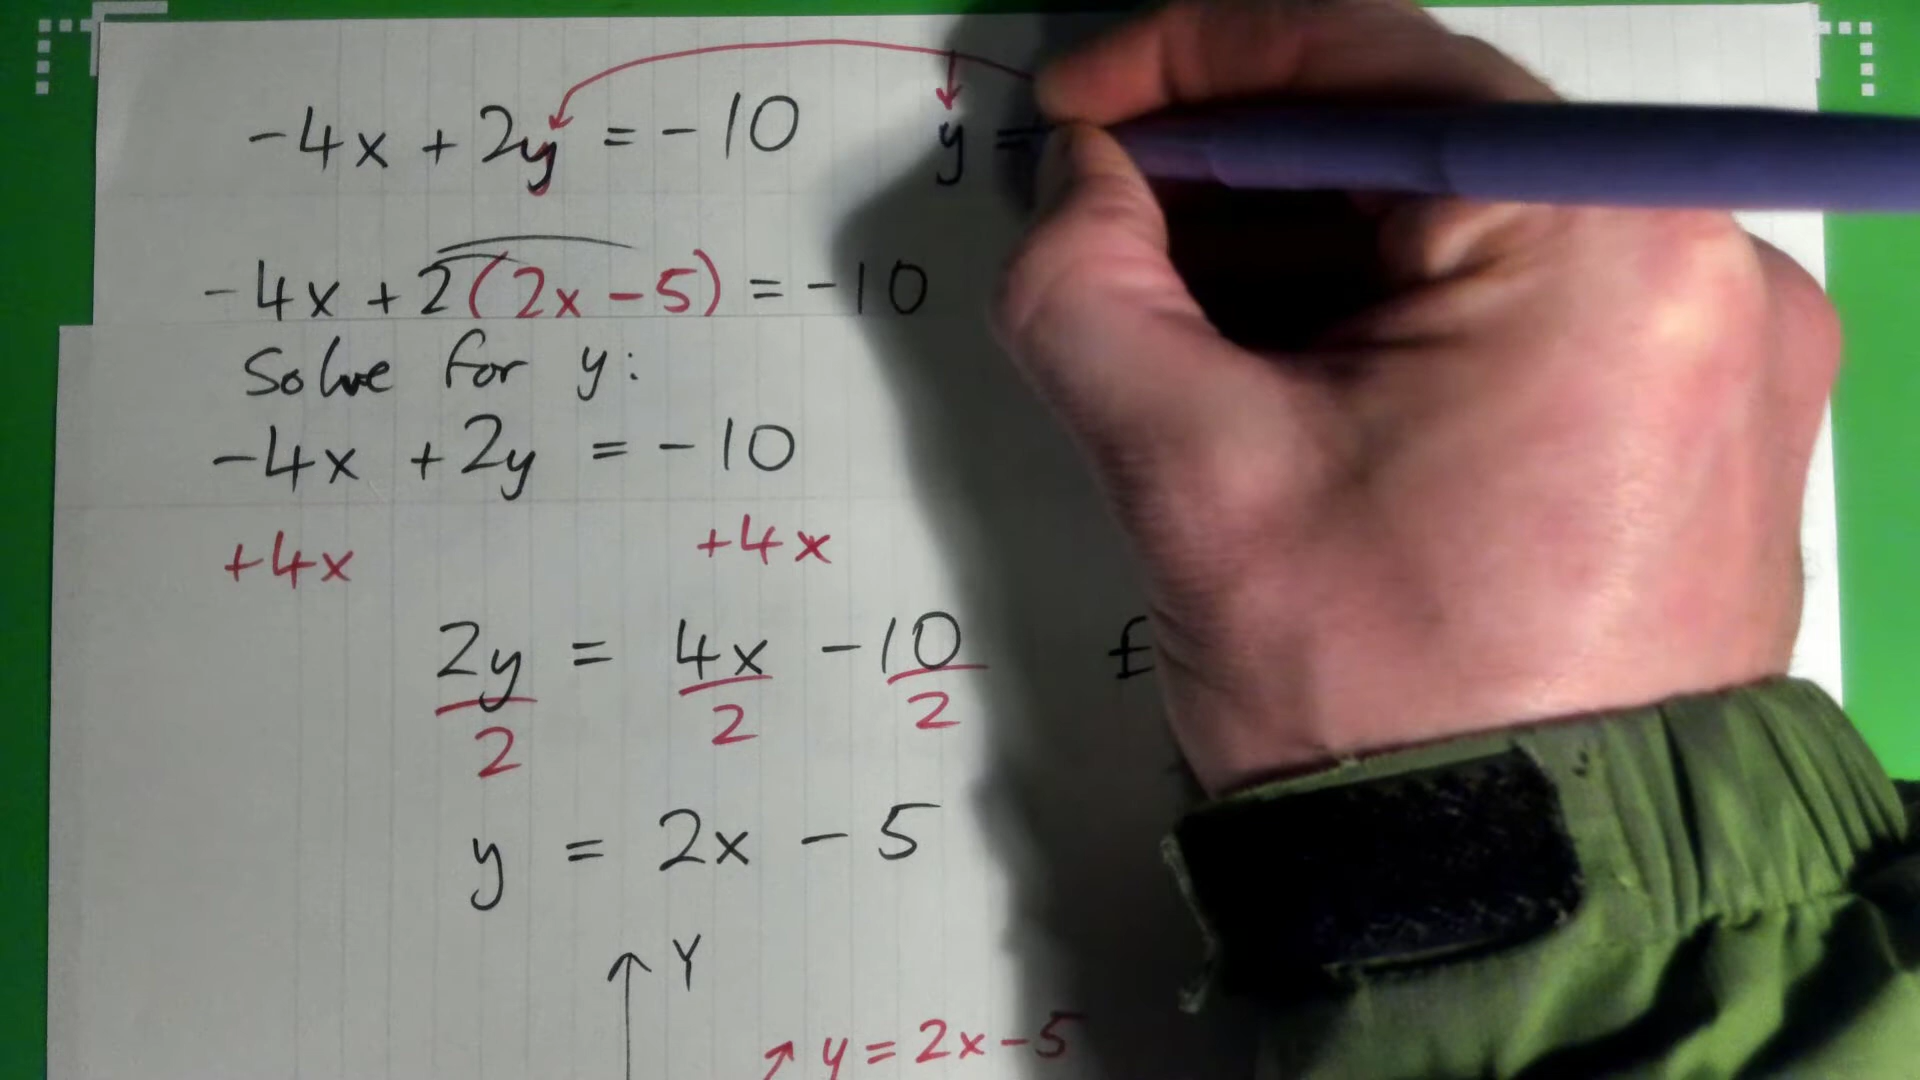 -4x + 2y = -10 y =
-4x + 2(2x - 5) = -10
Solve for y:
-4x + 2y = -10
+4x +4x
2y/2 = 4x/2 - 10/2
£
y = 2x - 5
Y
y = 2x - 5